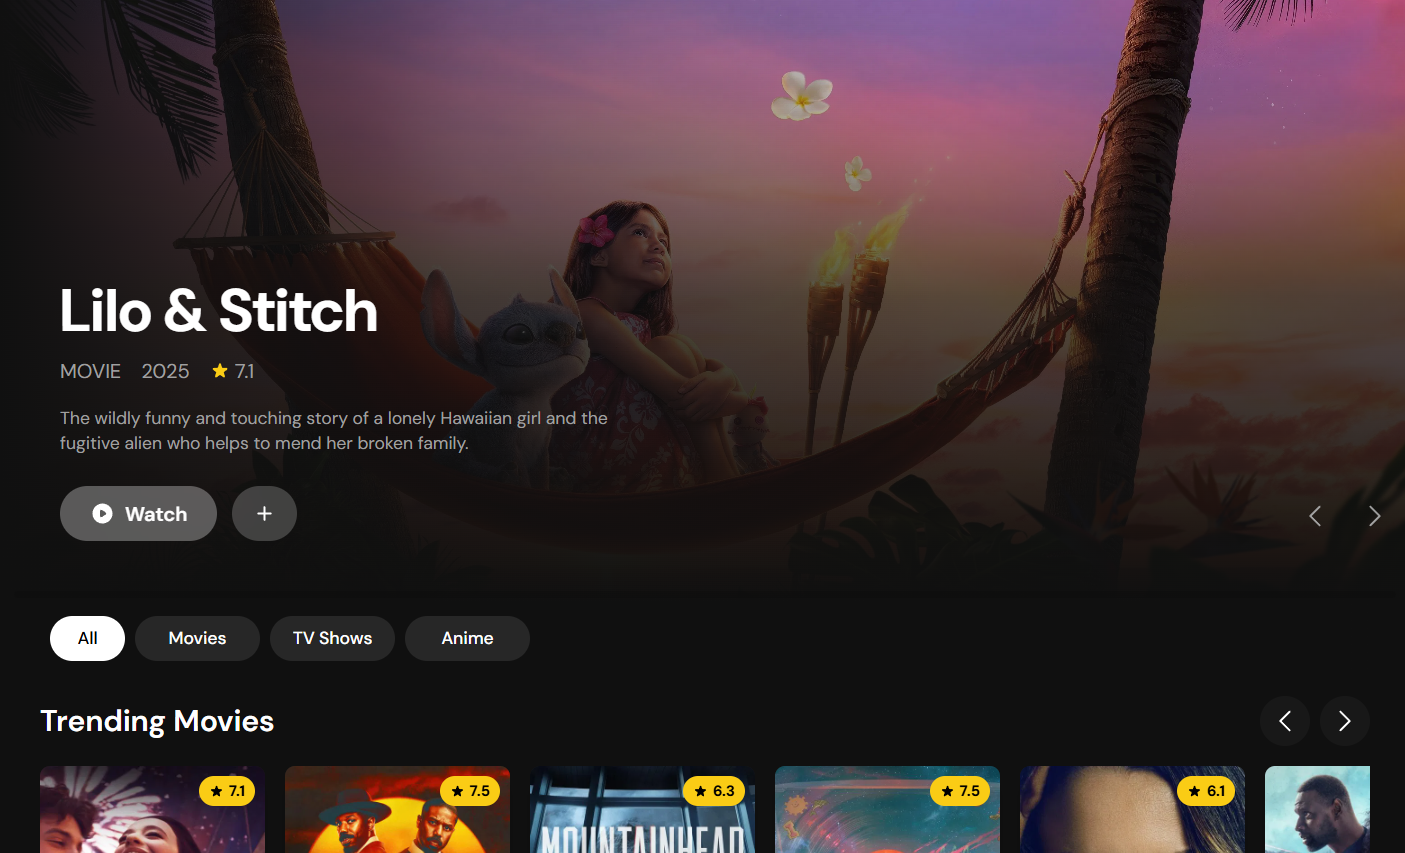 Lilo & Stitch
MOVIE 2025 7.1
The wildly funny and touching story of a lonely Hawaiian girl and the
fugitive alien who helps to mend her broken family.
Watch +
All Movies TV Shows Anime
Trending Movies
7.1 7.5 6.3 7.5 6.1
MOUNTAINHEAD